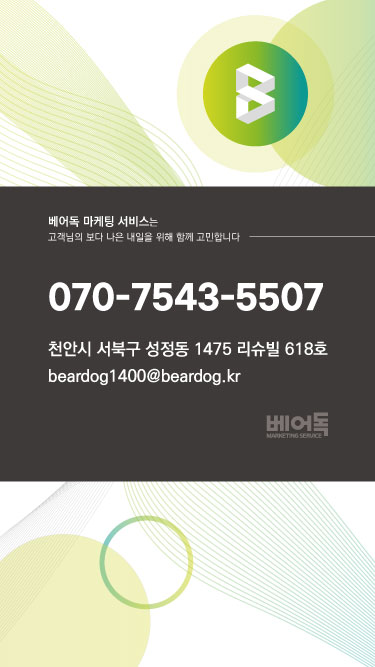 베어독 마케팅 서비스는
고객님의 보다 나은 내일을 위해 함께 고민합니다
070-7543-5507
천안시 서북구 성정동 1475 리슈빌 618호
beardog1400@beardog.kr
베어독
MARKETING SERVICE